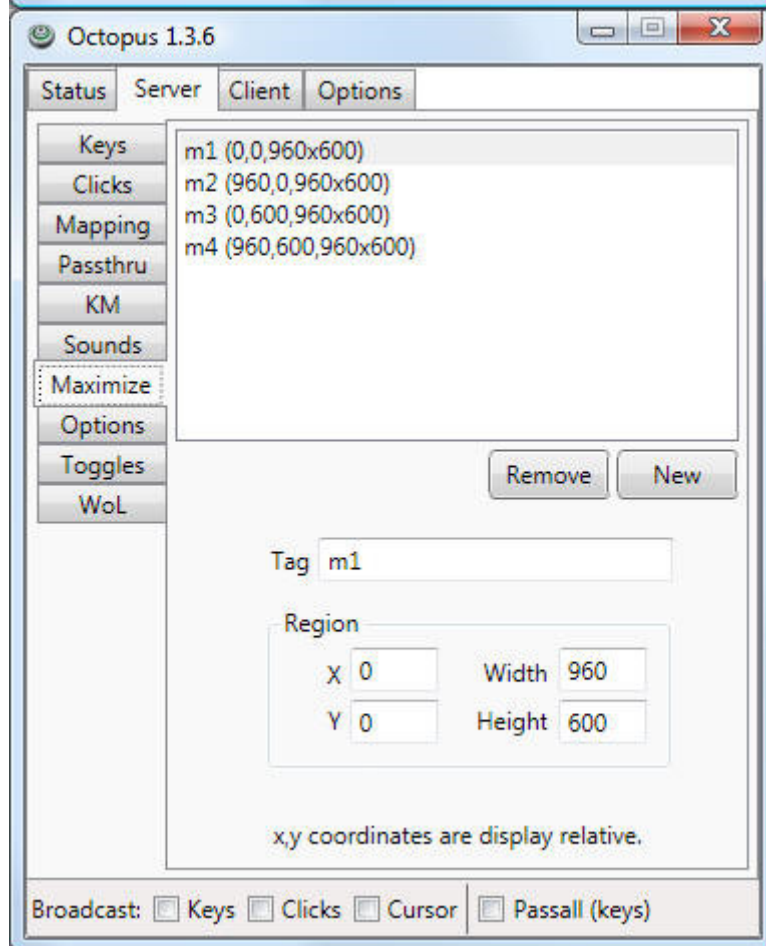 Octopus 1.3.6
Status Server Client Options
Keys
Clicks
Mapping
Passthru
KM
Sounds
Maximize
Options
Toggles
WoL
m1 (0,0,960x600)
m2 (960,0,960x600)
m3 (0,600,960x600)
m4 (960,600,960x600)
Remove New
Tag m1
Region
X 0 Width 960
Y 0 Height 600
x,y coordinates are display relative.
Broadcast: Keys Clicks Cursor Passall (keys)